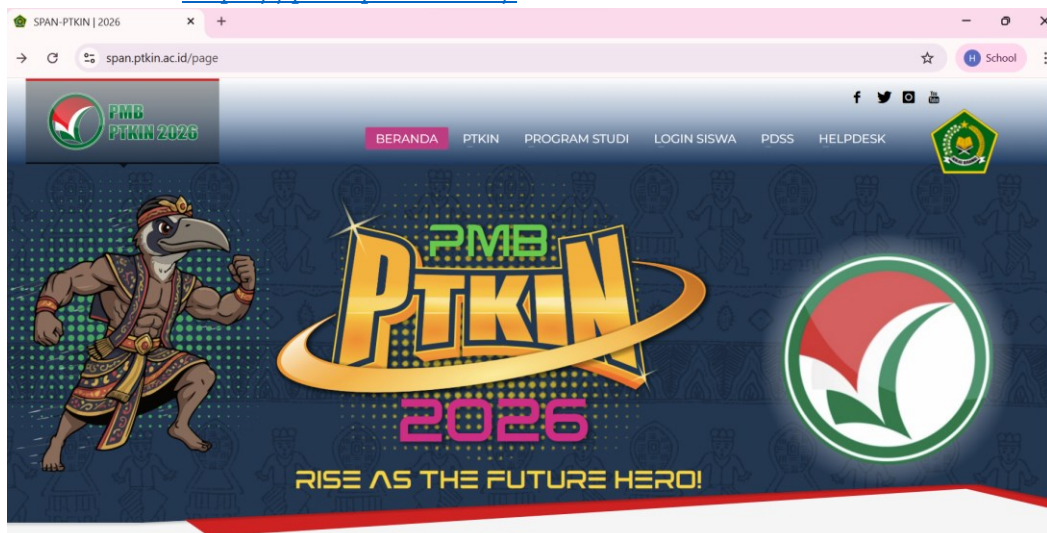 SPAN-PTKIN | 2026
span.ptkin.ac.id/page
H School
PMB
PTKIN 2026
BERANDA PTKIN PROGRAM STUDI LOGIN SISWA PDSS HELPDESK
PMB
PTKIN
2026
RISE AS THE FUTURE HERO!